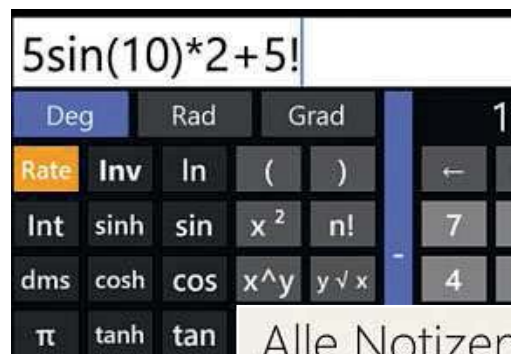 5sin(10)*2+5!
Deg Rad Grad
1
Rate Inv ln ( ) ←
Int sinh sin x² n! 7
dms cosh cos x^y y√x - 4
π tanh tan
Alle Notizen